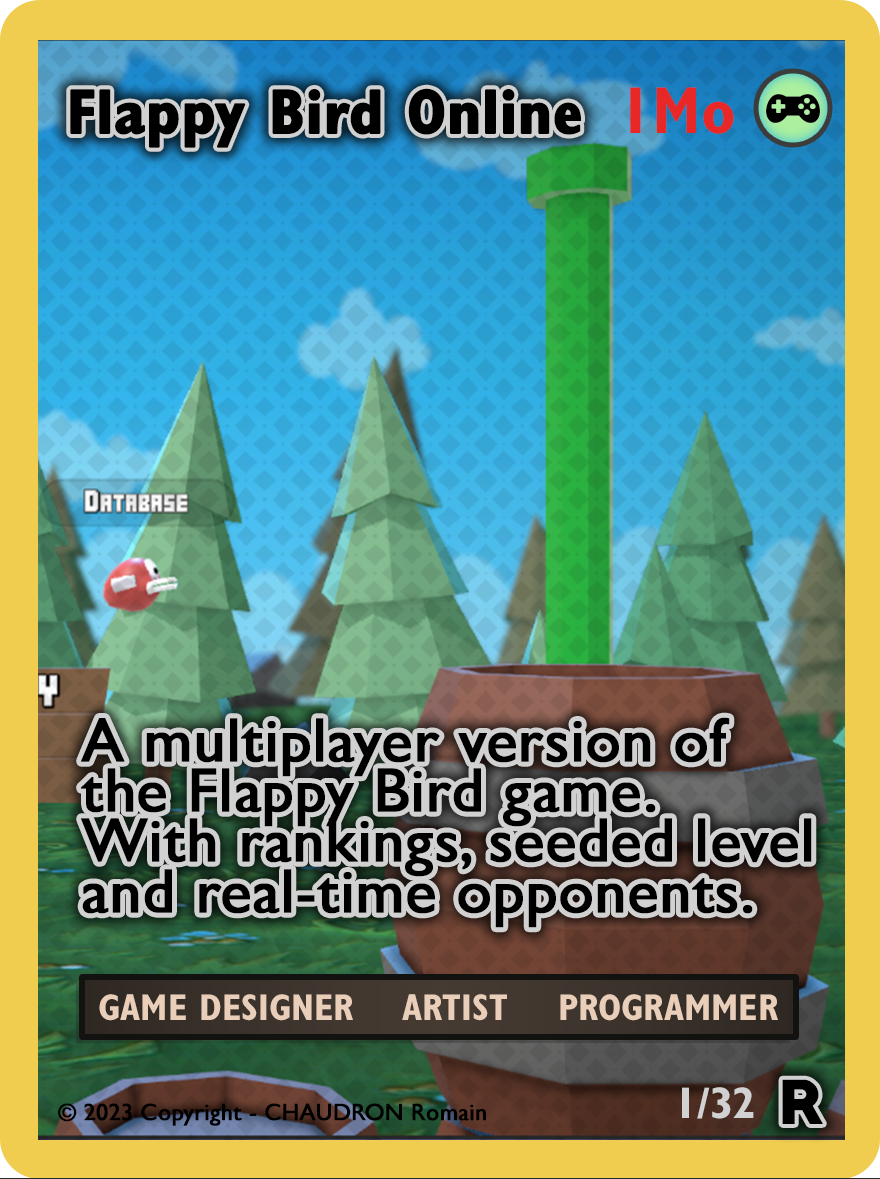 Flappy Bird Online 1Mo
DATABASE
Y
A multiplayer version of
the Flappy Bird game.
With rankings, seeded level
and real-time opponents.
GAME DESIGNER ARTIST PROGRAMMER
© 2023 Copyright - CHAUDRON Romain
1/32 R